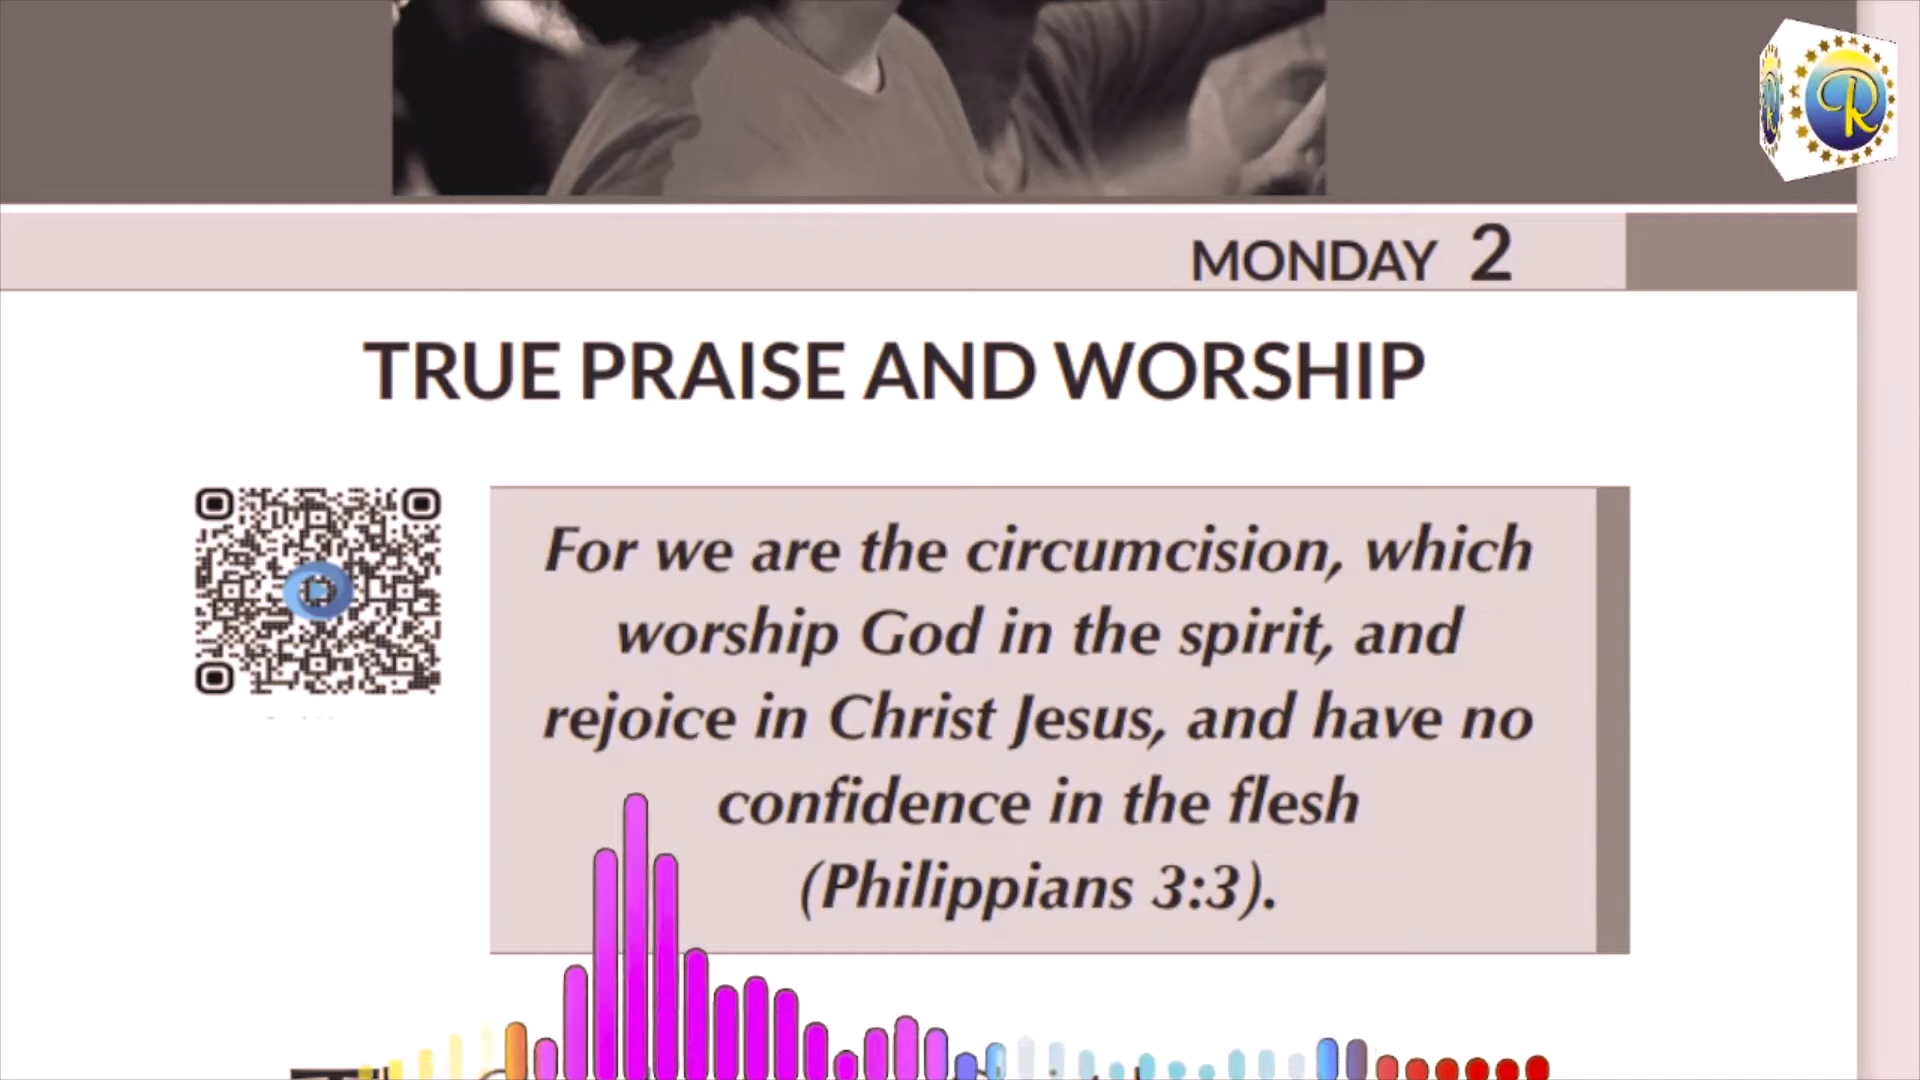 R
MONDAY 2
TRUE PRAISE AND WORSHIP
For we are the circumcision, which
worship God in the spirit, and
rejoice in Christ Jesus, and have no
confidence in the flesh
(Philippians 3:3).